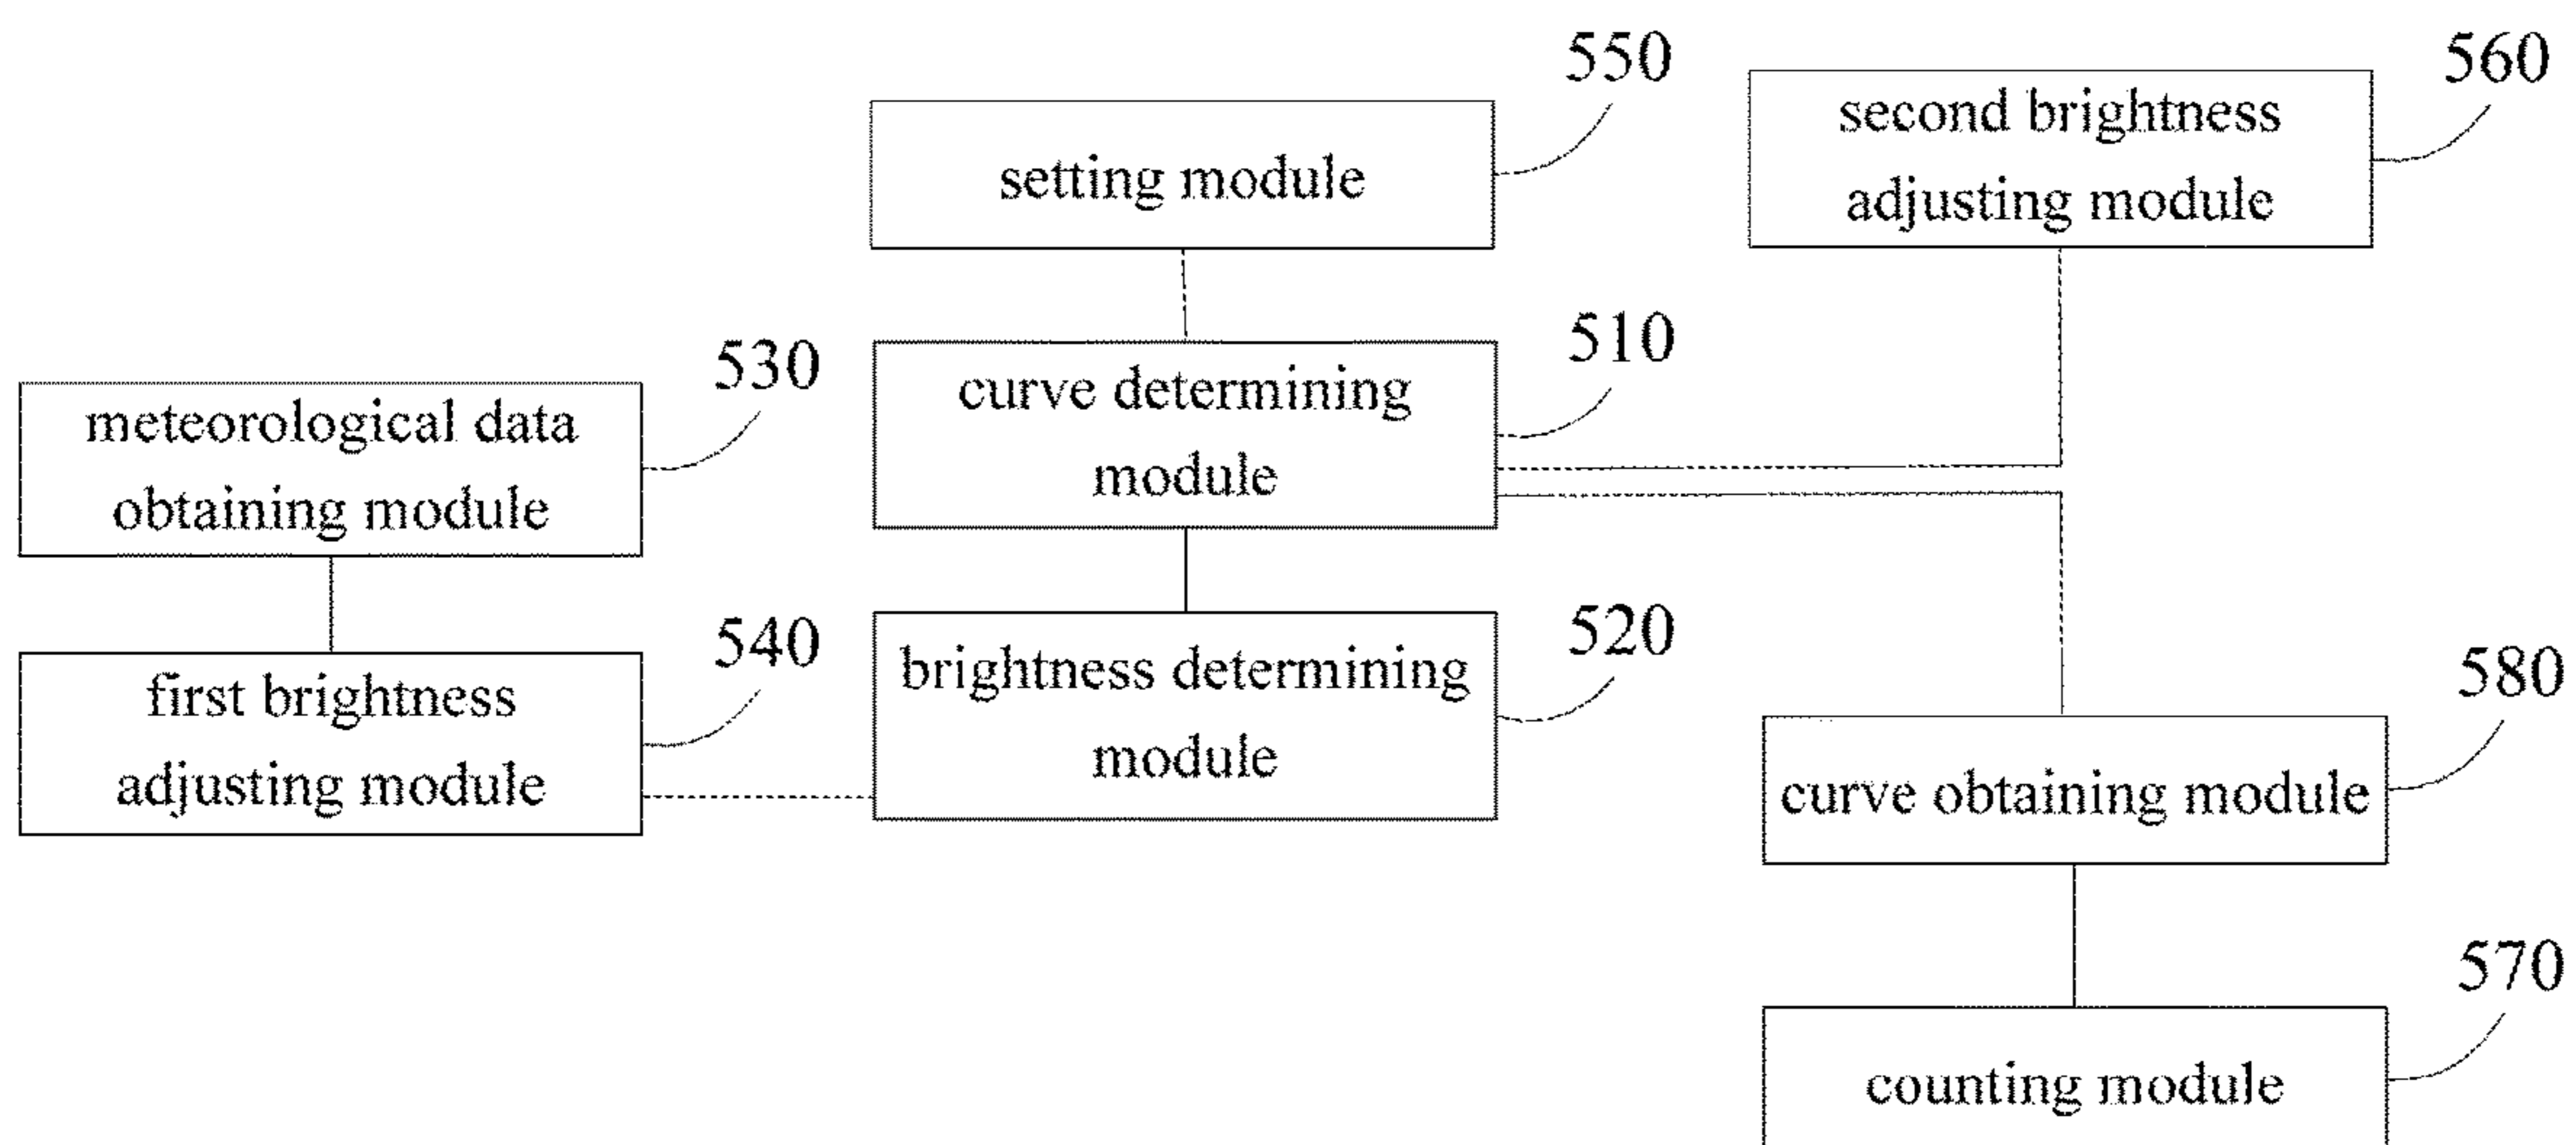 550
setting module
560
second brightness
adjusting module
530
meteorological data
obtaining module
510
curve determining
module
540
first brightness
adjusting module
520
brightness determining
module
580
curve obtaining module
570
counting module